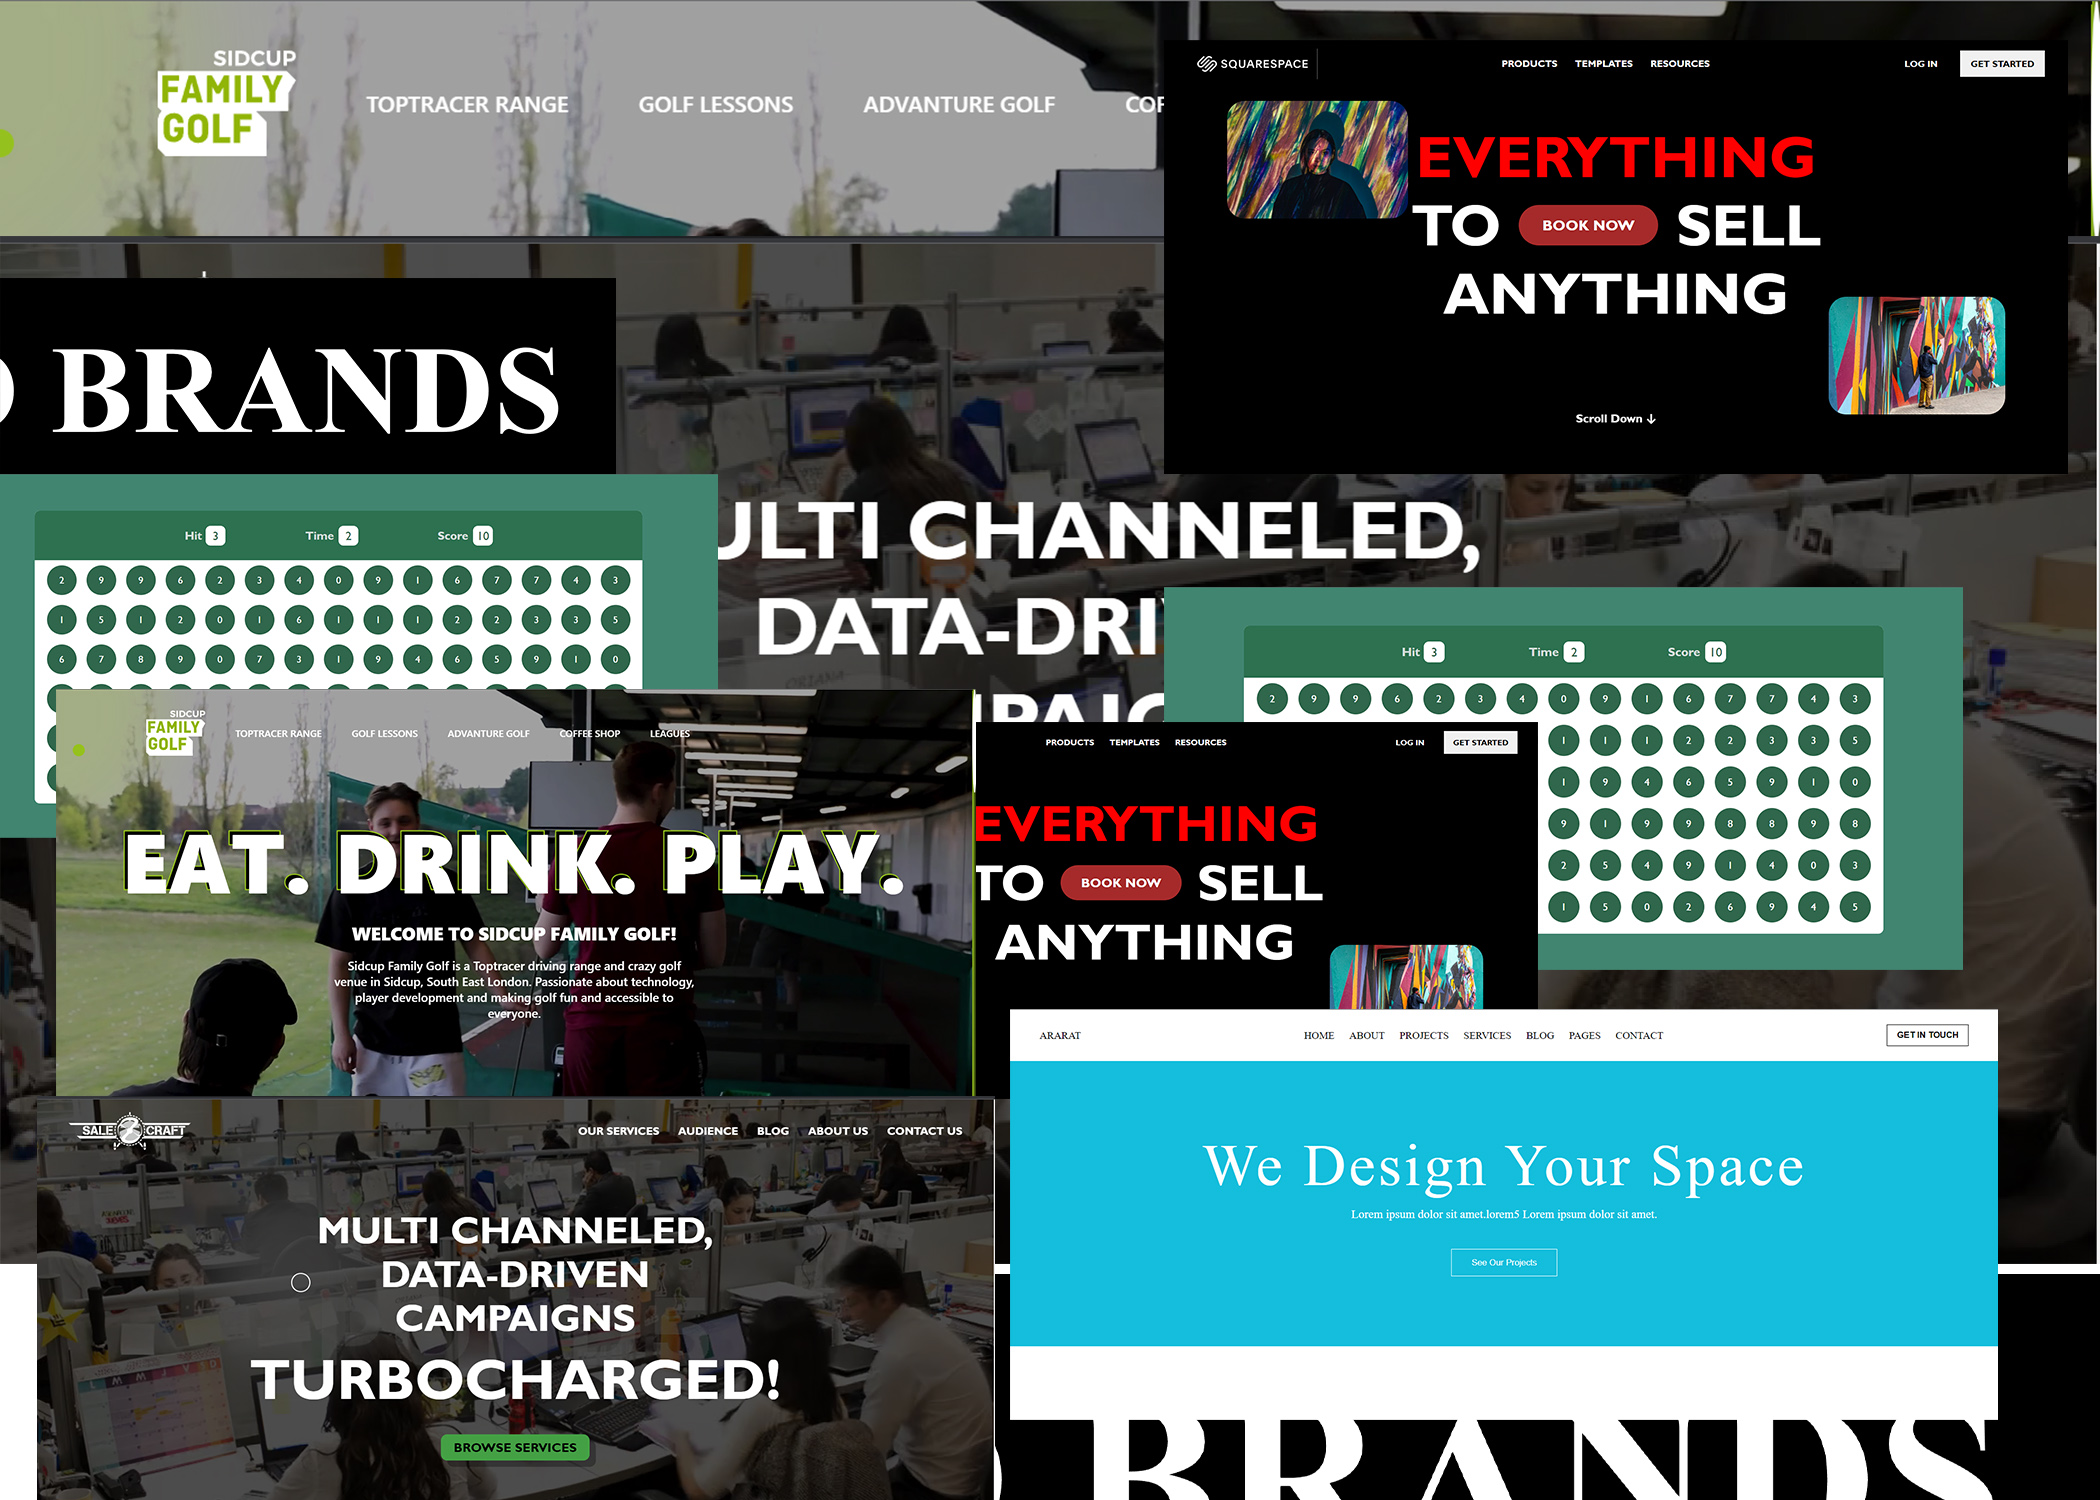 SIDCUP
FAMILY
GOLF
TOPTRACER RANGE GOLF LESSONS ADVANTURE GOLF
SQUARESPACE PRODUCTS TEMPLATES RESOURCES LOG IN GET STARTED
EVERYTHING
TO BOOK NOW SELL
ANYTHING
Scroll Down ↓
BRANDS
Hit 3 Time 2 Score 10
2 9 9 6 2 3 4 0 9 1 6 7 7 4 3
1 5 1 2 0 1 6 1 1 1 2 2 3 3 5
6 7 8 9 0 7 3 1 9 4 6 5 9 1 0
ULTI CHANNELED,
DATA-DRI
PAIG
Hit 3 Time 2 Score 10
2 9 9 6 2 3 4 0 9 1 6 7 7 4 3
1 1 1 2 2 3 3 5
1 9 4 6 5 9 1 0
9 1 9 9 8 8 9 8
2 5 4 9 1 4 0 3
1 5 0 2 6 9 4 5
SIDCUP
FAMILY
GOLF
TOPTRACER RANGE GOLF LESSONS ADVANTURE GOLF COFFEE SHOP LEAGUES
EAT. DRINK. PLAY.
WELCOME TO SIDCUP FAMILY GOLF!
Sidcup Family Golf is a Toptracer driving range and crazy golf
venue in Sidcup, South East London. Passionate about technology,
player development and making golf fun and accessible to
everyone.
PRODUCTS TEMPLATES RESOURCES LOG IN GET STARTED
EVERYTHING
TO BOOK NOW SELL
ANYTHING
ARARAT HOME ABOUT PROJECTS SERVICES BLOG PAGES CONTACT GET IN TOUCH
We Design Your Space
Lorem ipsum dolor sit amet.lorem5 Lorem ipsum dolor sit amet.
See Our Projects
SALE CRAFT OUR SERVICES AUDIENCE BLOG ABOUT US CONTACT US
MULTI CHANNELED,
DATA-DRIVEN
CAMPAIGNS
TURBOCHARGED!
BROWSE SERVICES
BRANDS